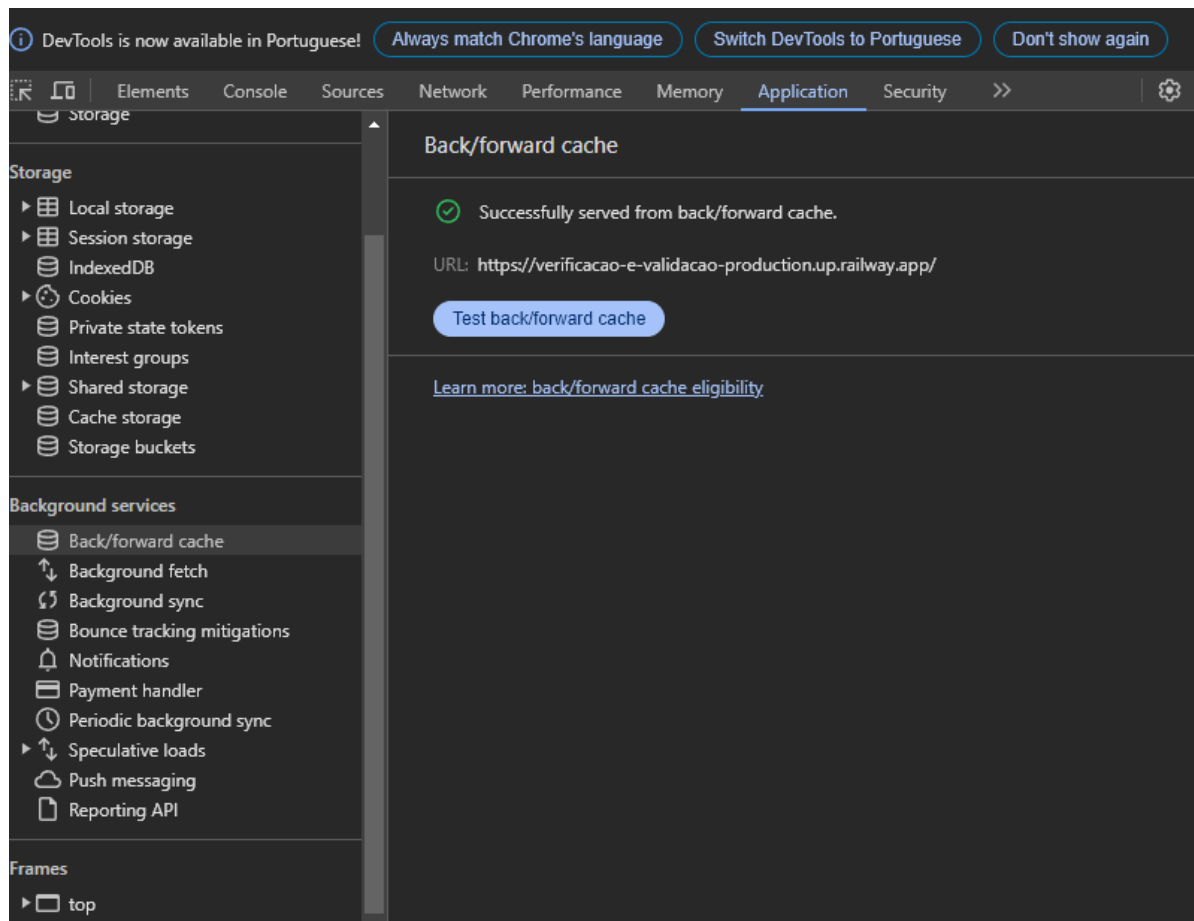 DevTools is now available in Portuguese! Always match Chrome's language Switch DevTools to Portuguese Don't show again
Elements Console Sources Network Performance Memory Application Security
Storage
Storage
Local storage
Session storage
IndexedDB
Cookies
Private state tokens
Interest groups
Shared storage
Cache storage
Storage buckets
Background services
Back/forward cache
Background fetch
Background sync
Bounce tracking mitigations
Notifications
Payment handler
Periodic background sync
Speculative loads
Push messaging
Reporting API
Frames
top
Back/forward cache
Successfully served from back/forward cache.
URL: https://verificacao-e-validacao-production.up.railway.app/
Test back/forward cache
Learn more: back/forward cache eligibility